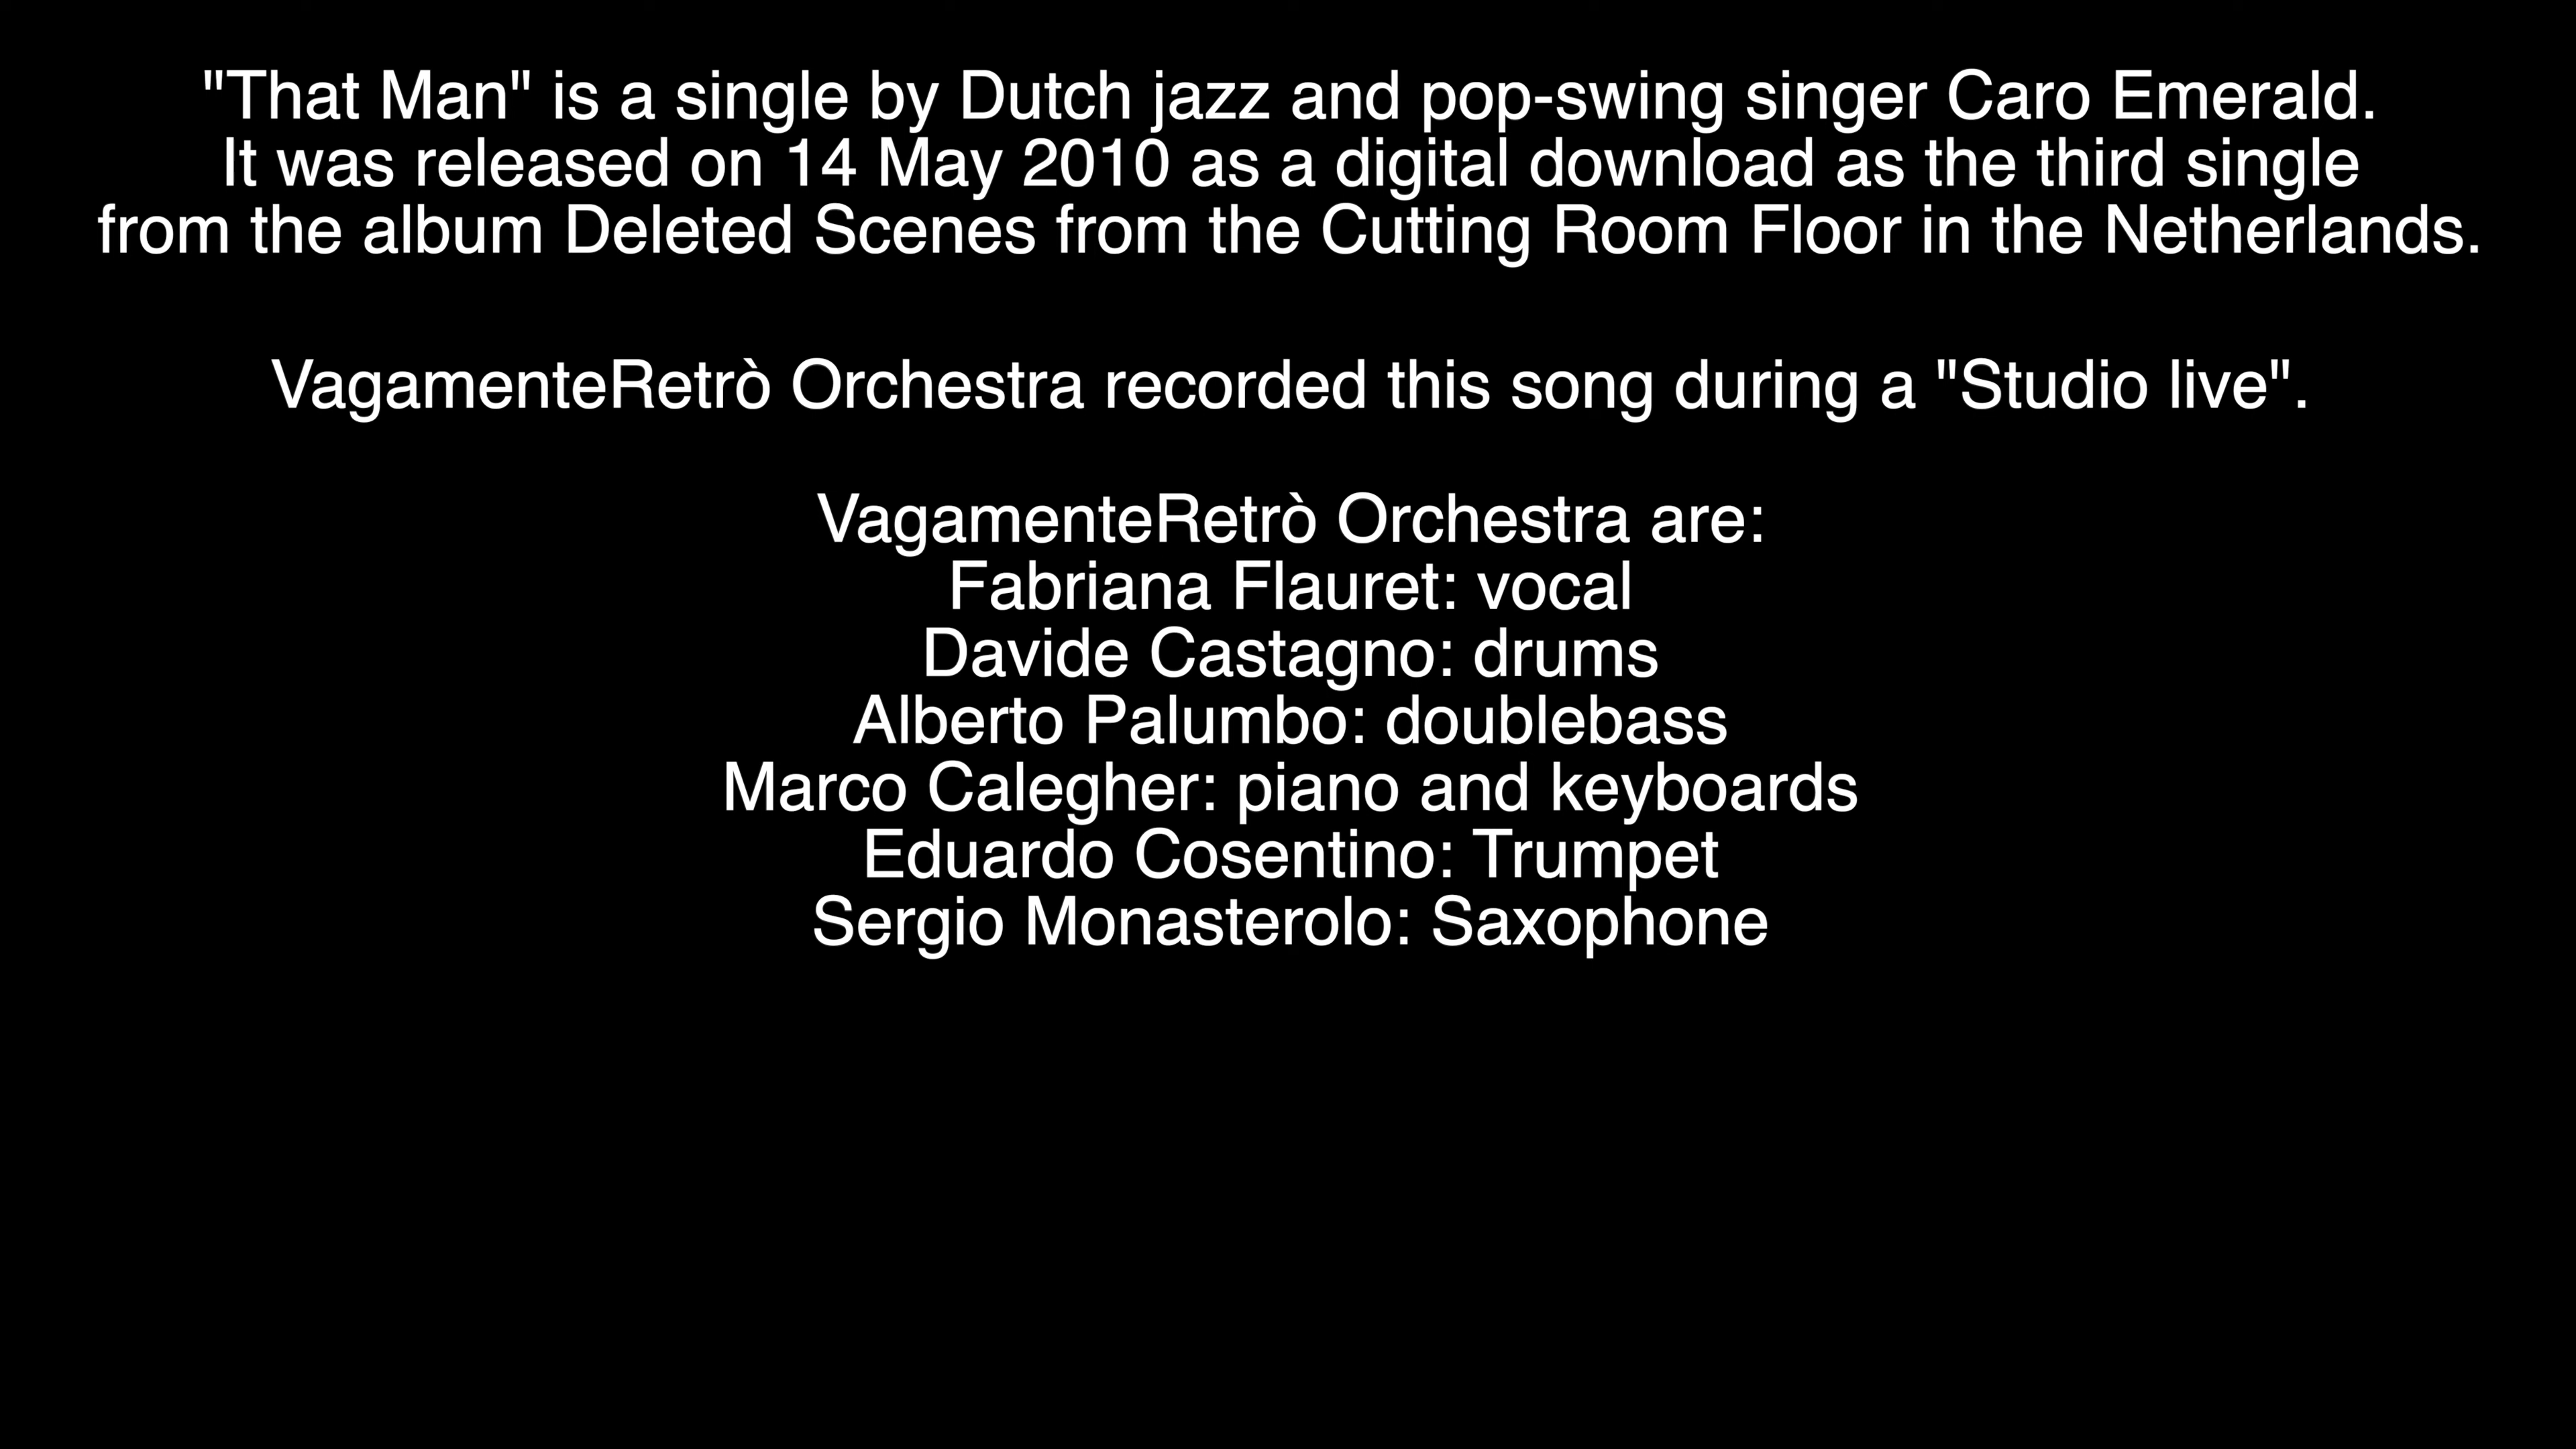 "That Man" is a single by Dutch jazz and pop-swing singer Caro Emerald.
It was released on 14 May 2010 as a digital download as the third single
from the album Deleted Scenes from the Cutting Room Floor in the Netherlands.
VagamenteRetrò Orchestra recorded this song during a "Studio live".
VagamenteRetrò Orchestra are:
Fabriana Flauret: vocal
Davide Castagno: drums
Alberto Palumbo: doublebass
Marco Calegher: piano and keyboards
Eduardo Cosentino: Trumpet
Sergio Monasterolo: Saxophone